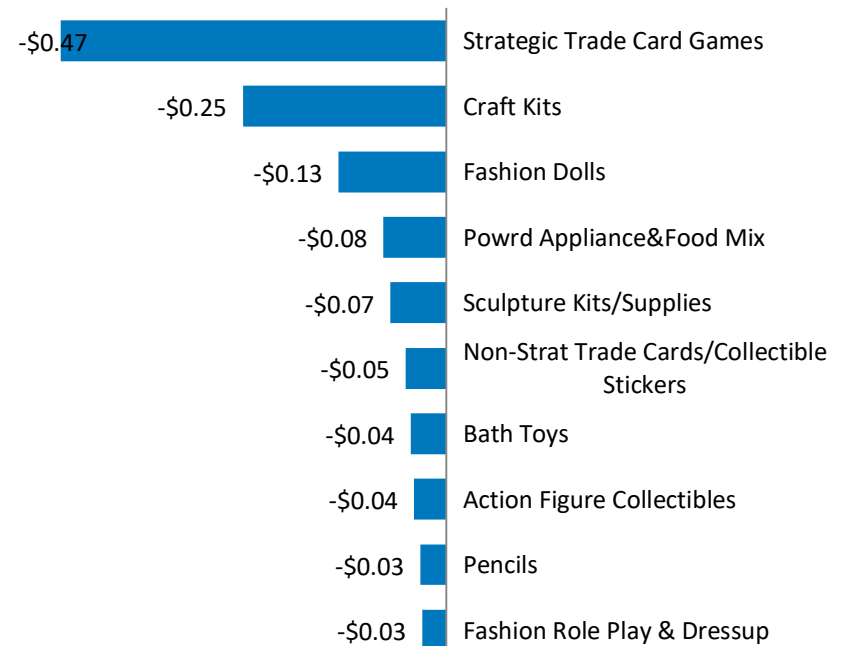 -$0.47 Strategic Trade Card Games
-$0.25 Craft Kits
-$0.13 Fashion Dolls
-$0.08 Powrd Appliance&Food Mix
-$0.07 Sculpture Kits/Supplies
-$0.05 Non-Strat Trade Cards/Collectible
Stickers
-$0.04 Bath Toys
-$0.04 Action Figure Collectibles
-$0.03 Pencils
-$0.03 Fashion Role Play & Dressup